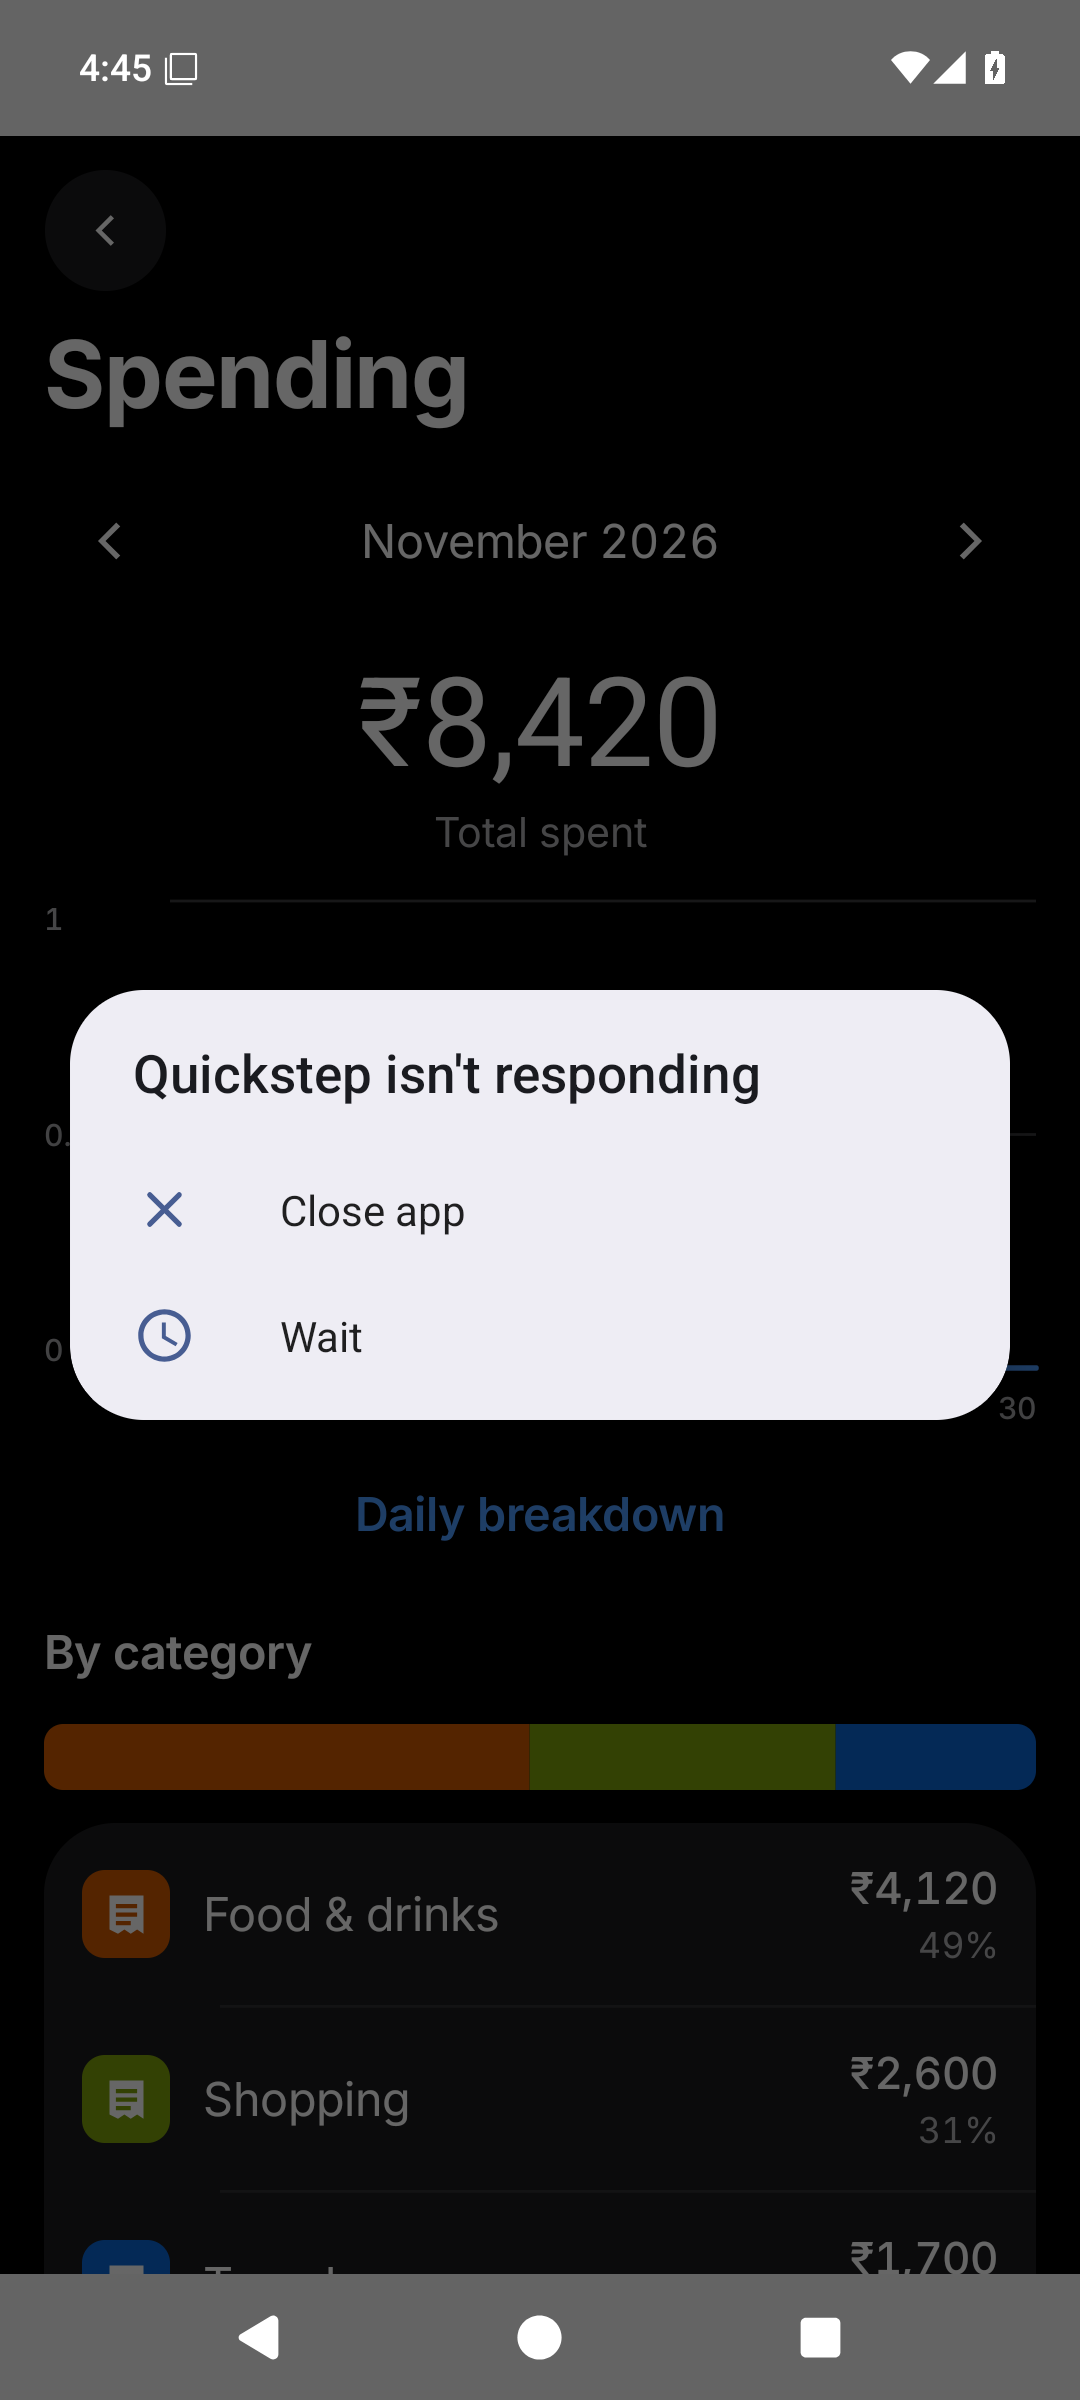 4:45
Spending
November 2026
₹8,420
Total spent
1
Quickstep isn't responding
0.
Close app
Wait
0
30
Daily breakdown
By category
Food & drinks
₹4,120
49%
Shopping
₹2,600
31%
₹1,700